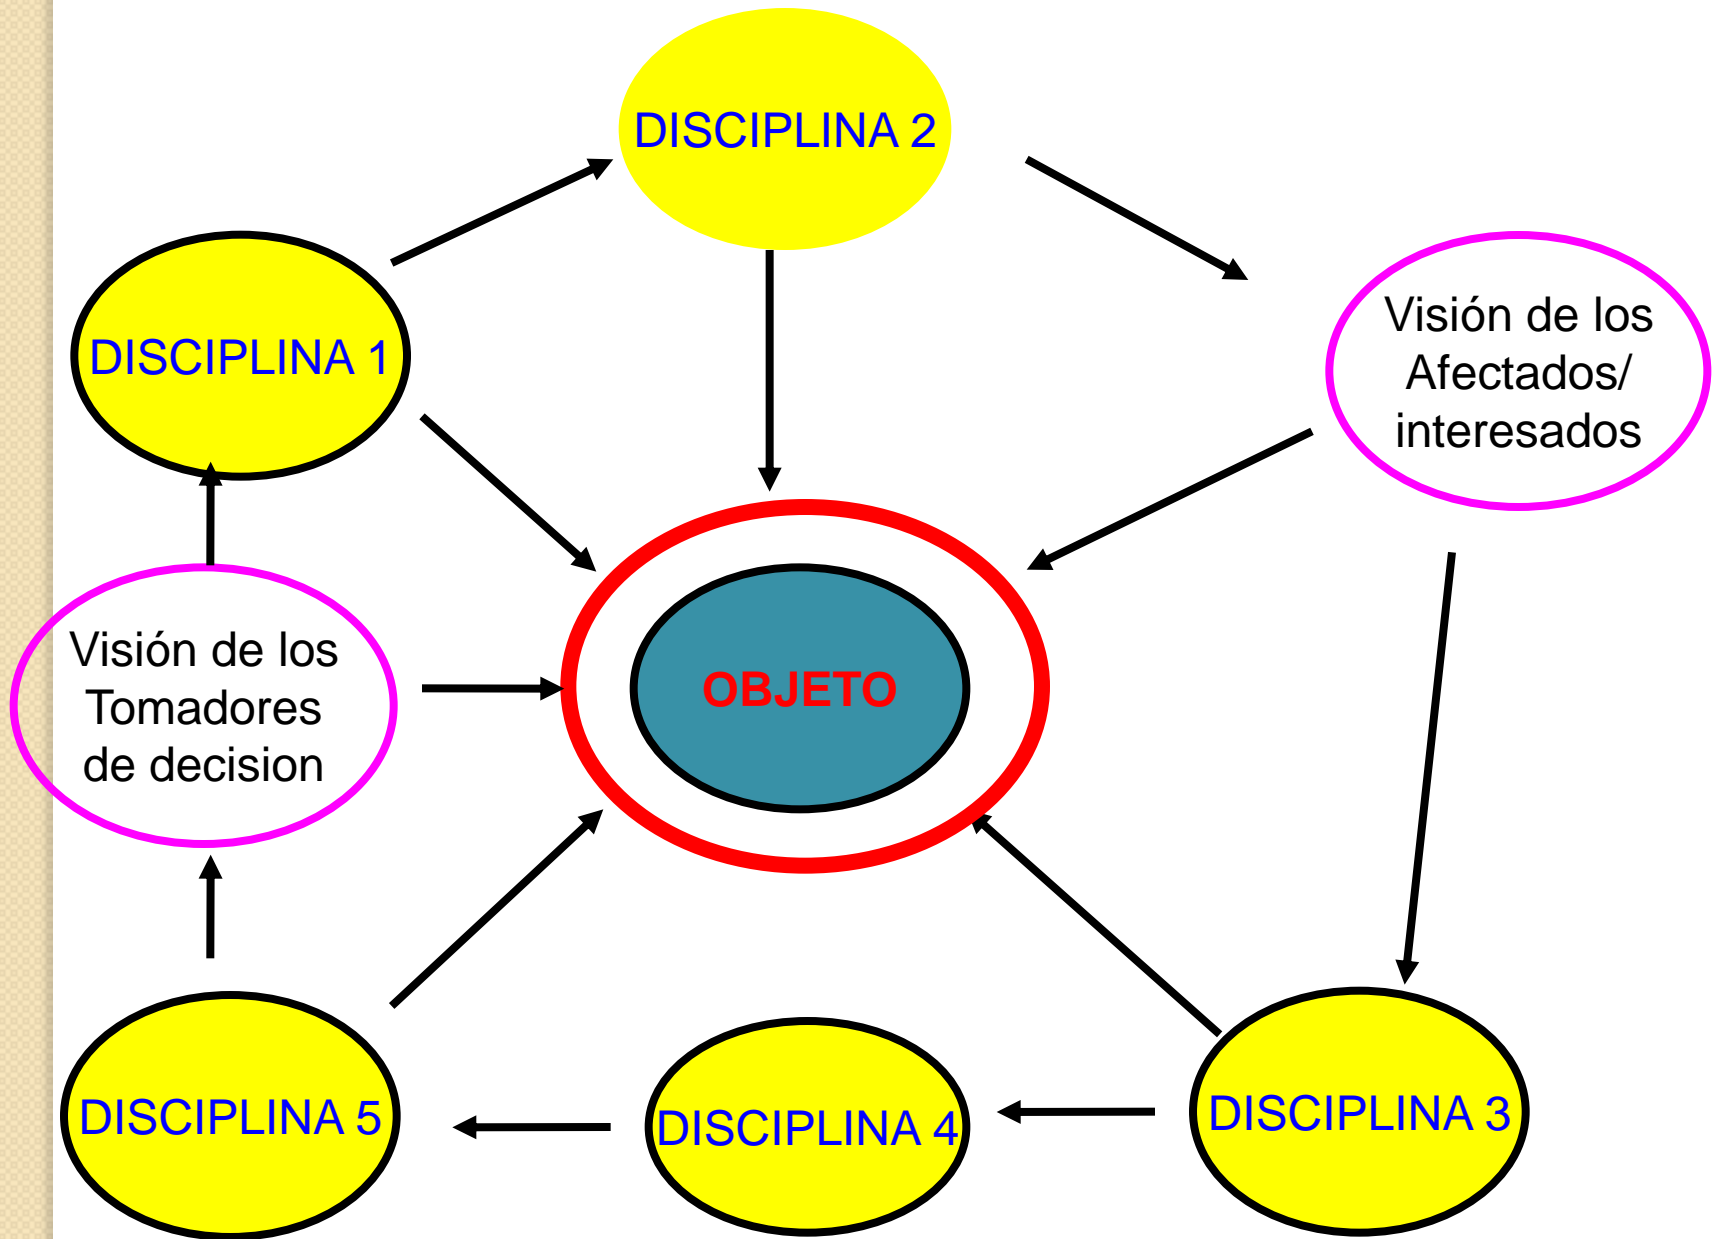 DISCIPLINA 2
DISCIPLINA 1
Visión de los
Afectados/
interesados
Visión de los
Tomadores
de decision
OBJETO
DISCIPLINA 5
DISCIPLINA 4
DISCIPLINA 3